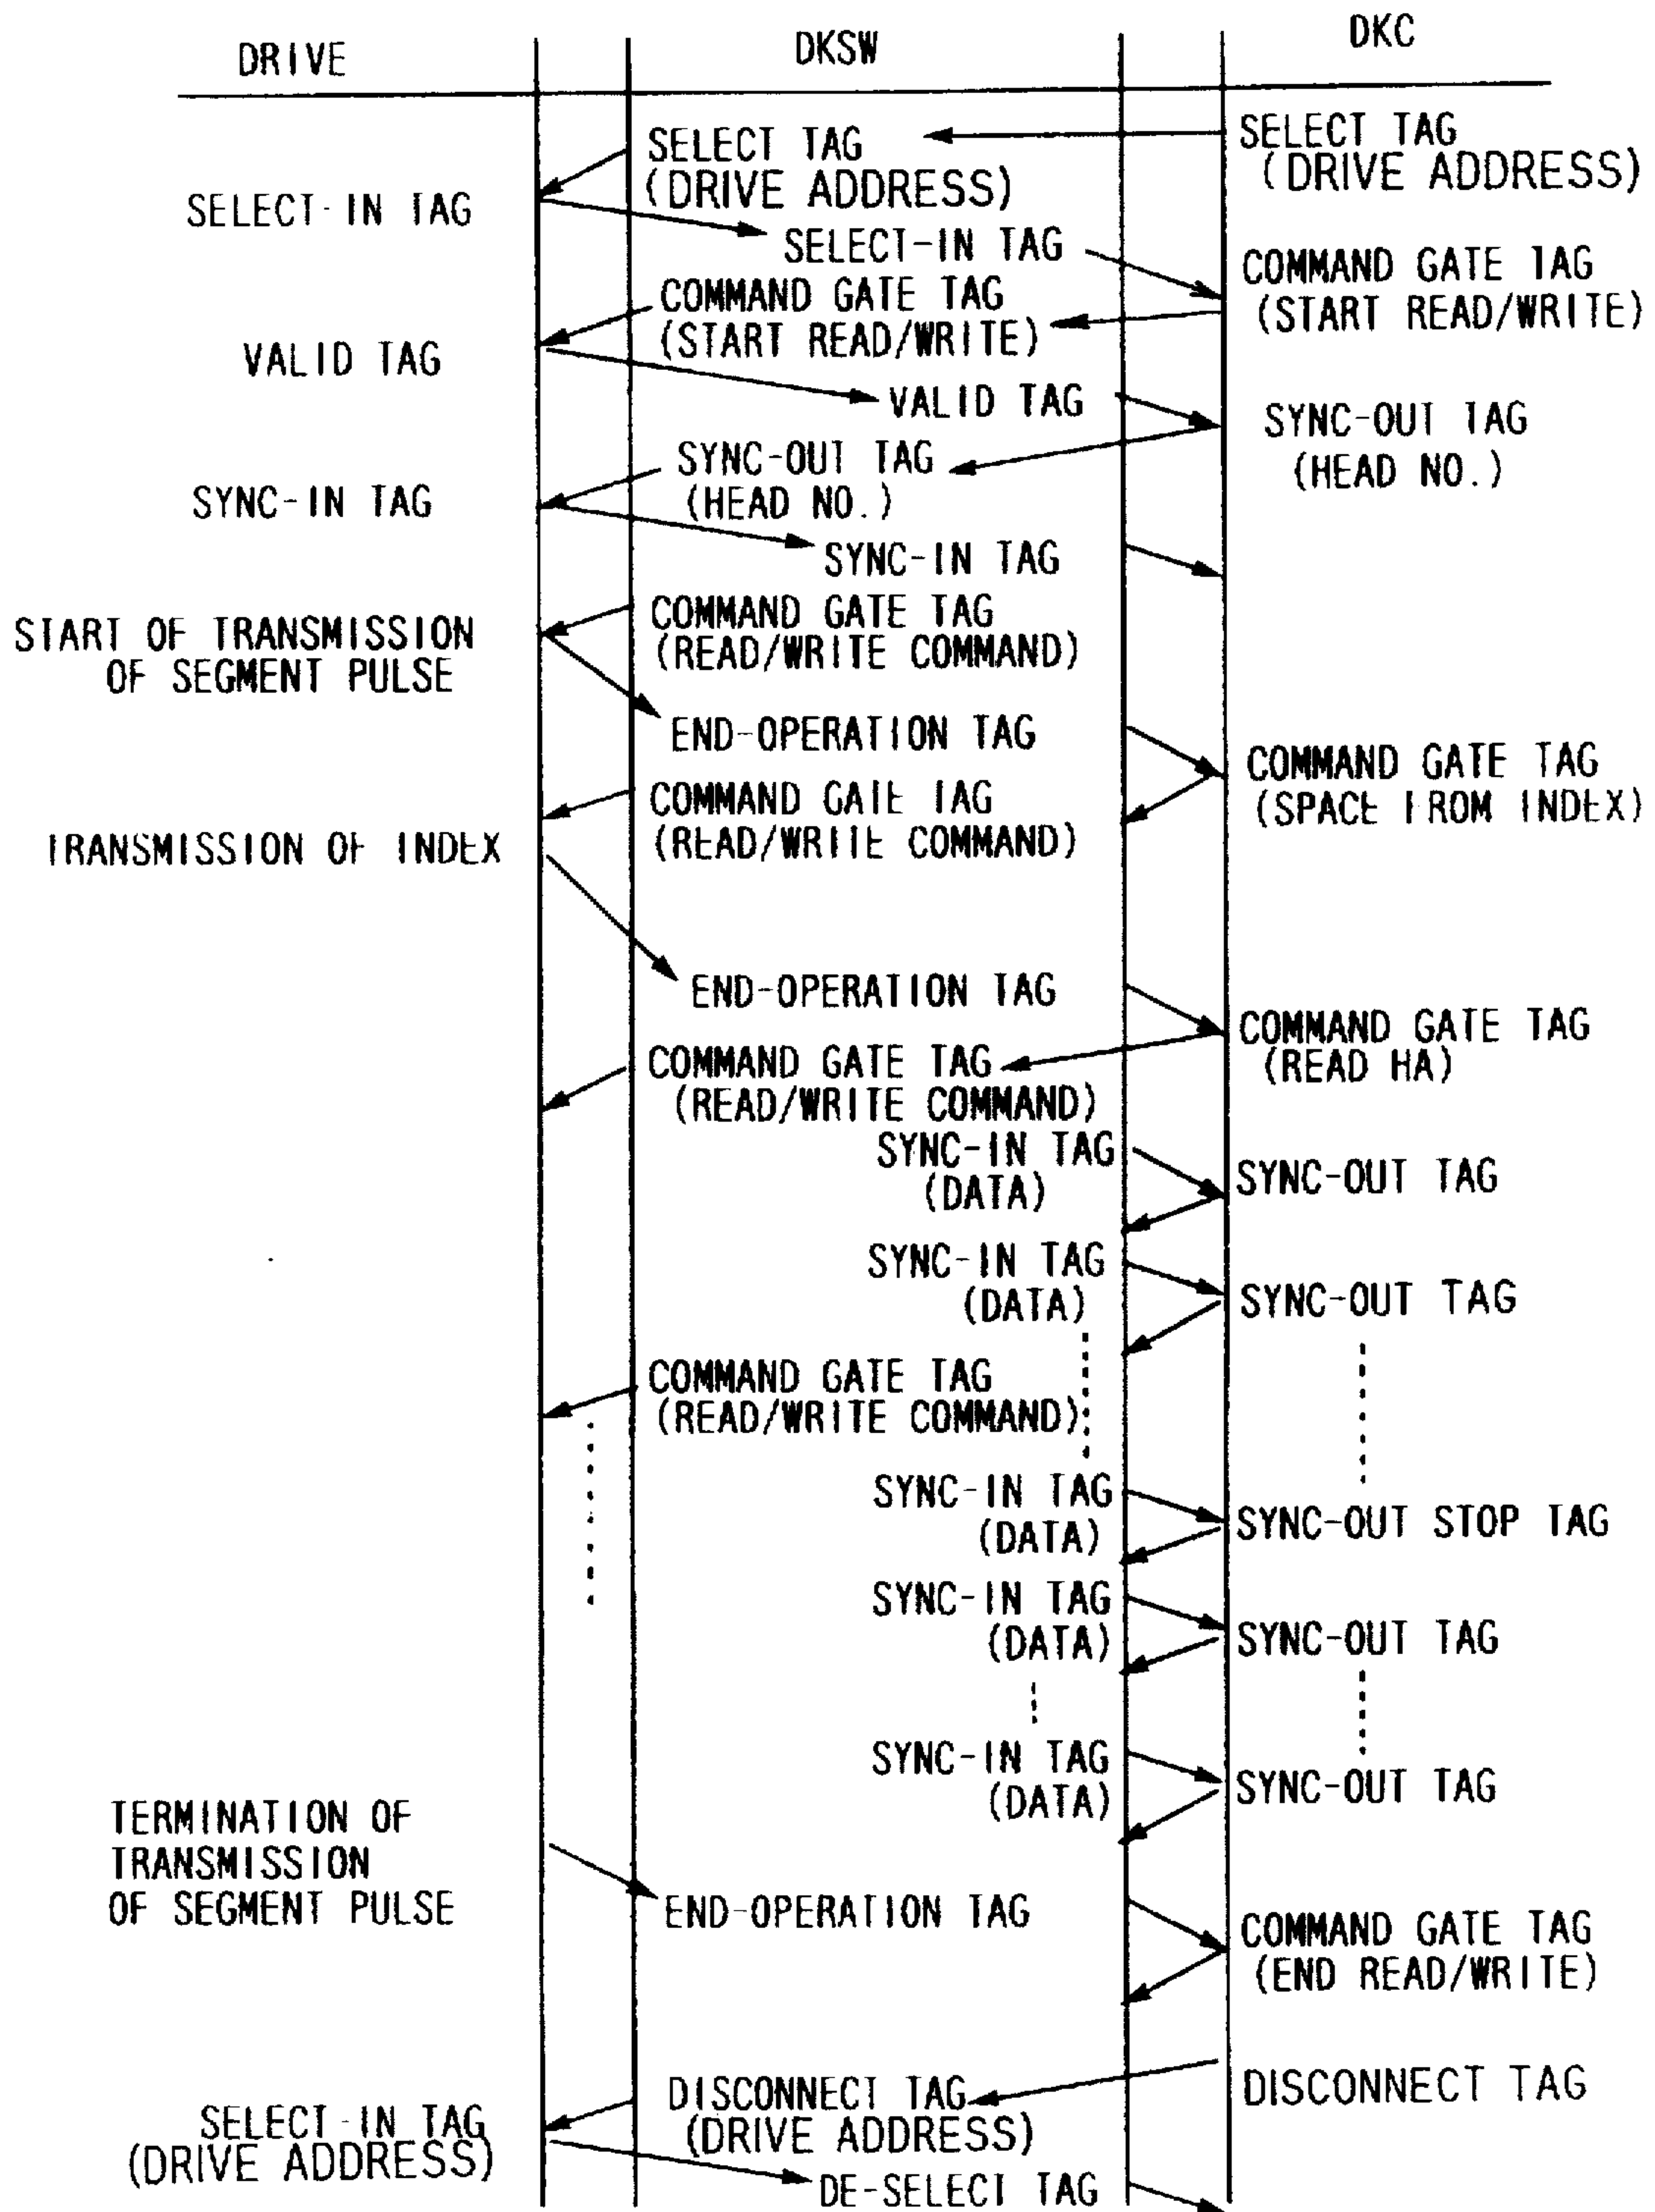 DRIVE
DKSW
DKC
SELECT TAG
(DRIVE ADDRESS)
SELECT TAG
(DRIVE ADDRESS)
SELECT-IN TAG
SELECT-IN TAG
COMMAND GATE TAG
(START READ/WRITE)
COMMAND GATE TAG
(START READ/WRITE)
VALID TAG
VALID TAG
SYNC-OUT TAG
(HEAD NO.)
SYNC-OUT TAG
(HEAD NO.)
SYNC-IN TAG
SYNC-IN TAG
COMMAND GATE TAG
(READ/WRITE COMMAND)
START OF TRANSMISSION
OF SEGMENT PULSE
END-OPERATION TAG
COMMAND GATE TAG
(SPACE FROM INDEX)
COMMAND GATE TAG
(READ/WRITE COMMAND)
TRANSMISSION OF INDEX
END-OPERATION TAG
COMMAND GATE TAG
(READ HA)
COMMAND GATE TAG
(READ/WRITE COMMAND)
SYNC-IN TAG
(DATA)
SYNC-OUT TAG
SYNC-IN TAG
(DATA)
SYNC-OUT TAG
COMMAND GATE TAG
(READ/WRITE COMMAND)
SYNC-IN TAG
(DATA)
SYNC-OUT STOP TAG
SYNC-IN TAG
(DATA)
SYNC-OUT TAG
SYNC-IN TAG
(DATA)
SYNC-OUT TAG
TERMINATION OF
TRANSMISSION
OF SEGMENT PULSE
END-OPERATION TAG
COMMAND GATE TAG
(END READ/WRITE)
DISCONNECT TAG
DISCONNECT TAG
(DRIVE ADDRESS)
SELECT-IN TAG
(DRIVE ADDRESS)
DE-SELECT TAG